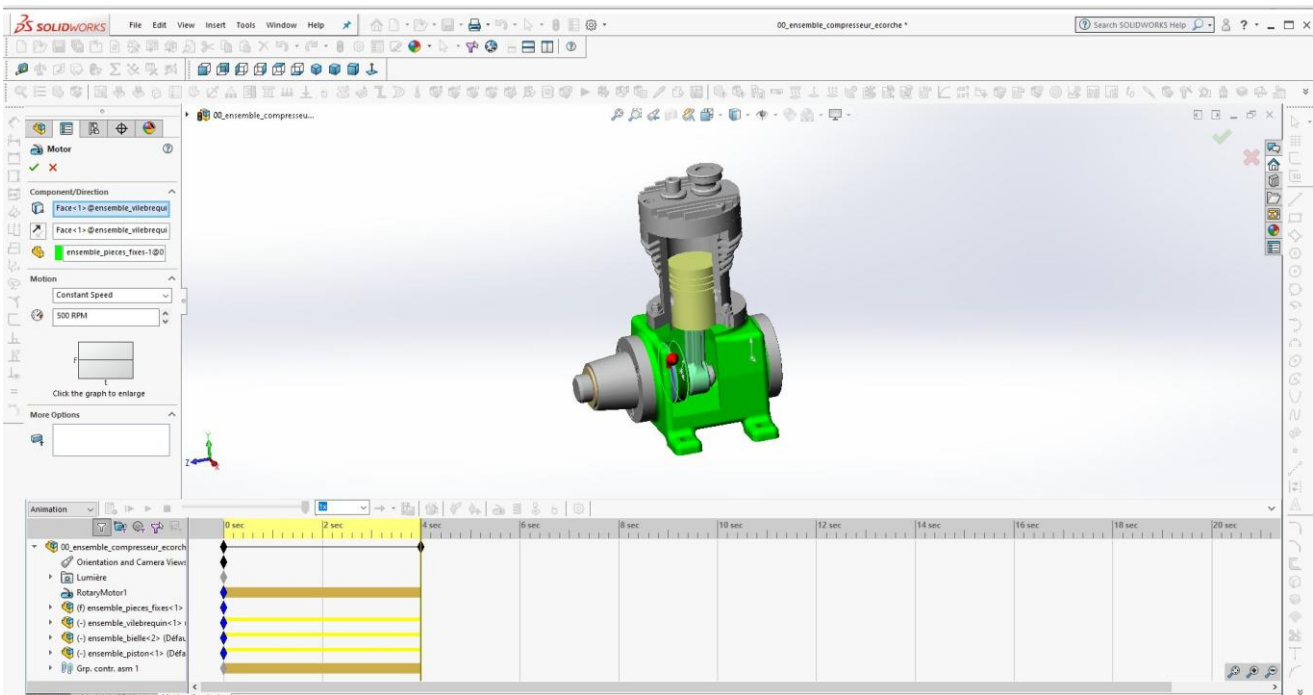 SOLIDWORKS File Edit View Insert Tools Window Help 00_ensemble_compresseur_ecorche * Search SOLIDWORKS Help
00_ensemble_compresseu...
Motor
Component/Direction
Face<1>@ensemble_vilebrequi
Face<1>@ensemble_vilebrequi
ensemble_pieces_fixes-1@0
Motion
Constant Speed
500 RPM
F
t
Click the graph to enlarge
More Options
Y
Z
X
Animation 1x
0 sec 2 sec 4 sec 6 sec 8 sec 10 sec 12 sec 14 sec 16 sec 18 sec 20 sec
00_ensemble_compresseur_ecorch
Orientation and Camera Views
Lumière
RotaryMotor1
(f) ensemble_pieces_fixes<1>
(-) ensemble_vilebrequin<1>
(-) ensemble_bielle<2> (Défau
(-) ensemble_piston<1> (Défa
Grp. contr. asm 1